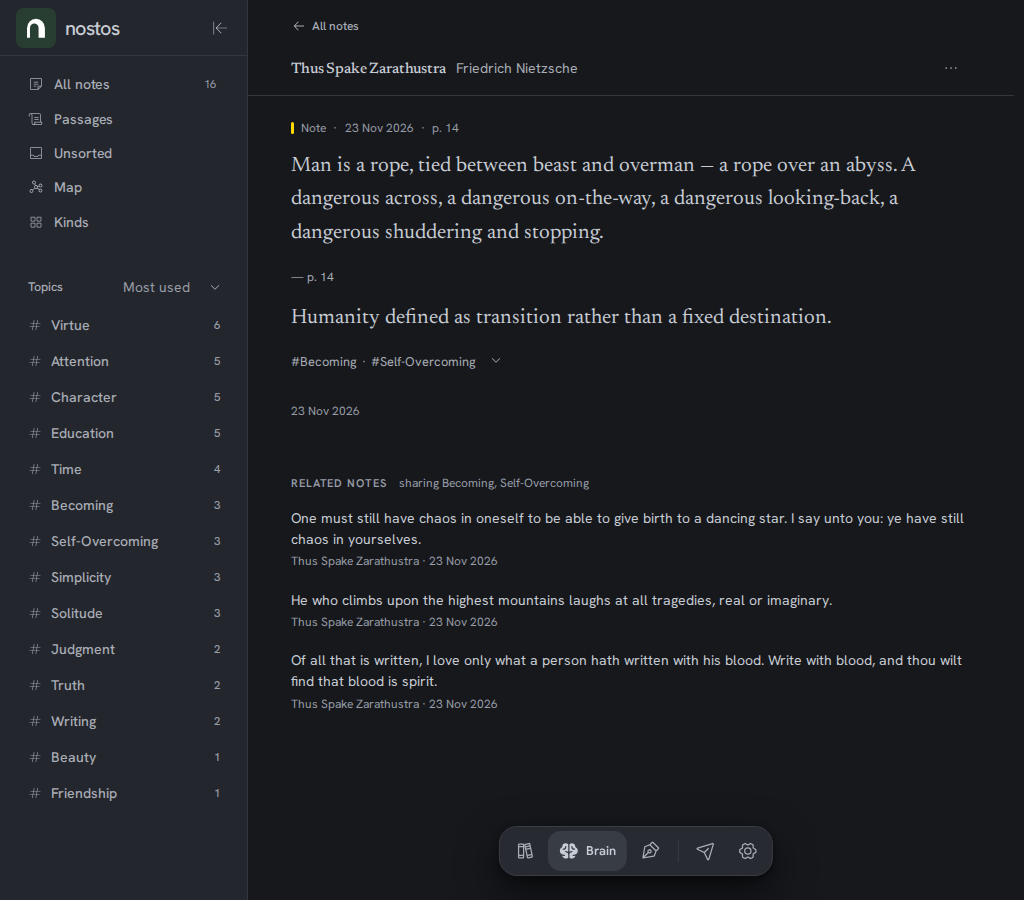 nostos
All notes 16
Passages
Unsorted
Map
Kinds
Topics Most used
# Virtue 6
# Attention 5
# Character 5
# Education 5
# Time 4
# Becoming 3
# Self-Overcoming 3
# Simplicity 3
# Solitude 3
# Judgment 2
# Truth 2
# Writing 2
# Beauty 1
# Friendship 1
← All notes
Thus Spake Zarathustra Friedrich Nietzsche ...
Note · 23 Nov 2026 · p. 14
Man is a rope, tied between beast and overman — a rope over an abyss. A
dangerous across, a dangerous on-the-way, a dangerous looking-back, a
dangerous shuddering and stopping.
— p. 14
Humanity defined as transition rather than a fixed destination.
#Becoming · #Self-Overcoming
23 Nov 2026
RELATED NOTES sharing Becoming, Self-Overcoming
One must still have chaos in oneself to be able to give birth to a dancing star. I say unto you: ye have still
chaos in yourselves.
Thus Spake Zarathustra · 23 Nov 2026
He who climbs upon the highest mountains laughs at all tragedies, real or imaginary.
Thus Spake Zarathustra · 23 Nov 2026
Of all that is written, I love only what a person hath written with his blood. Write with blood, and thou wilt
find that blood is spirit.
Thus Spake Zarathustra · 23 Nov 2026
Brain